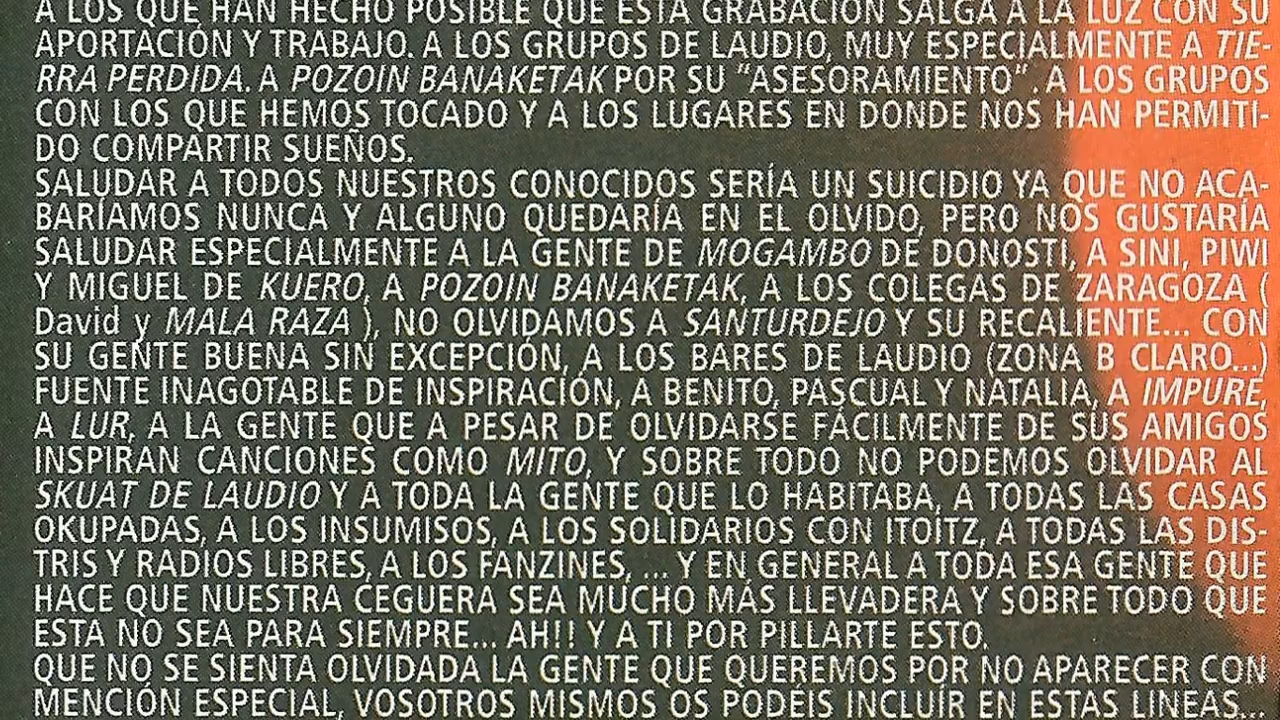 A LOS QUE HAN HECHO POSIBLE QUE ESTA GRABACIÓN SALGA A LA LUZ CON SU
APORTACIÓN Y TRABAJO. A LOS GRUPOS DE LAUDIO, MUY ESPECIALMENTE A TIE-
RRA PERDIDA. A POZOIN BANAKETAK POR SU "ASESORAMIENTO". A LOS GRUPOS
CON LOS QUE HEMOS TOCADO Y A LOS LUGARES EN DONDE NOS HAN PERMITI-
DO COMPARTIR SUEÑOS.
SALUDAR A TODOS NUESTROS CONOCIDOS SERÍA UN SUICIDIO YA QUE NO ACA-
BARÍAMOS NUNCA Y ALGUNO QUEDARÍA EN EL OLVIDO, PERO NOS GUSTARÍA
SALUDAR ESPECIALMENTE A LA GENTE DE MOGAMBO DE DONOSTI, A SINI, PIWI
Y MIGUEL DE KUERO, A POZOIN BANAKETAK, A LOS COLEGAS DE ZARAGOZA (
David y MALA RAZA ), NO OLVIDAMOS A SANTURDEJO Y SU RECALIENTE... CON
SU GENTE BUENA SIN EXCEPCIÓN, A LOS BARES DE LAUDIO (ZONA B CLARO...)
FUENTE INAGOTABLE DE INSPIRACIÓN, A BENITO, PASCUAL Y NATALIA, A IMPURE,
A LUR, A LA GENTE QUE A PESAR DE OLVIDARSE FÁCILMENTE DE SUS AMIGOS
INSPIRAN CANCIONES COMO MITO, Y SOBRE TODO NO PODEMOS OLVIDAR AL
SKUAT DE LAUDIO Y A TODA LA GENTE QUE LO HABITABA, A TODAS LAS CASAS
OKUPADAS, A LOS INSUMISOS, A LOS SOLIDARIOS CON ITOÍTZ, A TODAS LAS DIS-
TRIS Y RADIOS LIBRES, A LOS FANZINES, ... Y EN GENERAL A TODA ESA GENTE QUE
HACE QUE NUESTRA CEGUERA SEA MUCHO MÁS LLEVADERA Y SOBRE TODO QUE
ESTA NO SEA PARA SIEMPRE... AH!! Y A TI POR PILLARTE ESTO.
QUE NO SE SIENTA OLVIDADA LA GENTE QUE QUEREMOS POR NO APARECER CON
MENCIÓN ESPECIAL, VOSOTROS MISMOS OS PODÉIS INCLUÍR EN ESTAS LINEAS...